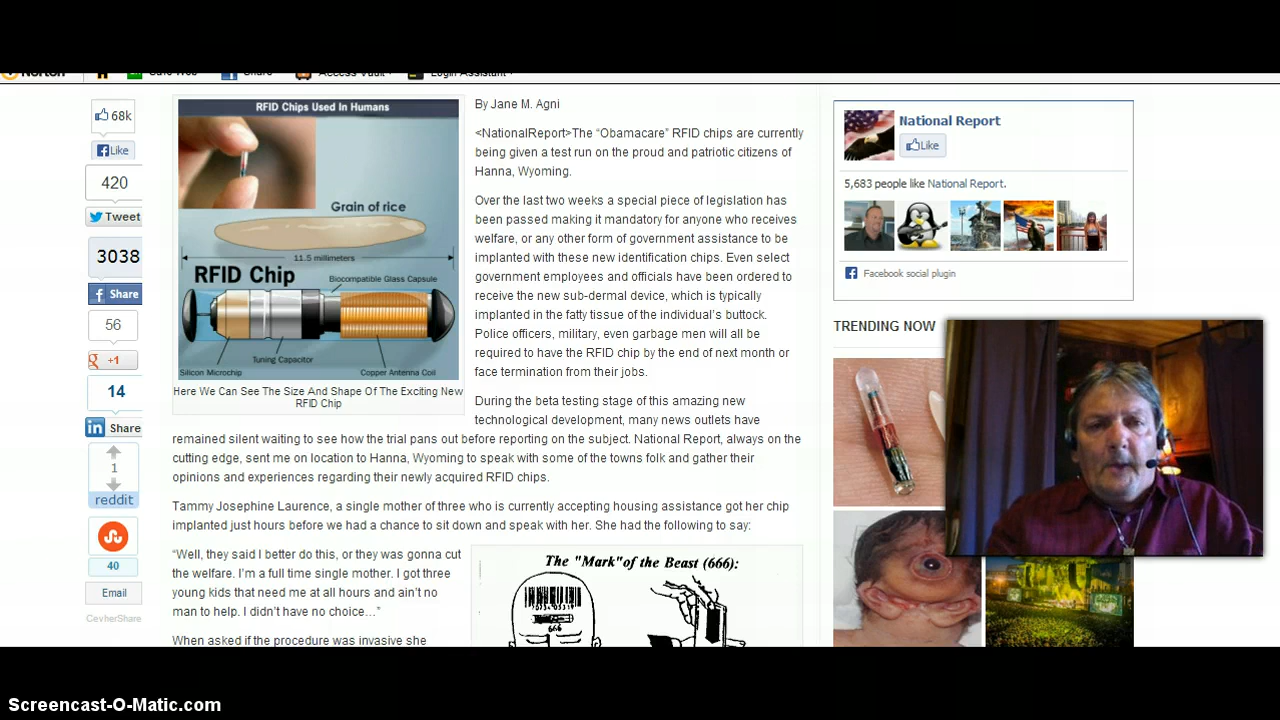 Norton
Safe Web
Share
Access Vault
Login Assistant
68k
Like
420
Tweet
3038
Share
56
+1
14
Share
1
reddit
40
Email
CevherShare
RFID Chips Used In Humans
Grain of rice
11.5 millimeters
RFID Chip
Biocompatible Glass Capsule
Tuning Capacitor
Silicon Microchip
Copper Antenna Coil
Here We Can See The Size And Shape Of The Exciting New
RFID Chip
By Jane M. Agni
<NationalReport>The “Obamacare” RFID chips are currently
being given a test run on the proud and patriotic citizens of
Hanna, Wyoming.
Over the last two weeks a special piece of legislation has
been passed making it mandatory for anyone who receives
welfare, or any other form of government assistance to be
implanted with these new identification chips. Even select
government employees and officials have been ordered to
receive the new sub-dermal device, which is typically
implanted in the fatty tissue of the individual’s buttock.
Police officers, military, even garbage men will all be
required to have the RFID chip by the end of next month or
face termination from their jobs.
During the beta testing stage of this amazing new
technological development, many news outlets have
remained silent waiting to see how the trial pans out before reporting on the subject. National Report, always on the
cutting edge, sent me on location to Hanna, Wyoming to speak with some of the towns folk and gather their
opinions and experiences regarding their newly acquired RFID chips.
Tammy Josephine Laurence, a single mother of three who is currently accepting housing assistance got her chip
implanted just hours before we had a chance to sit down and speak with her. She had the following to say:
“Well, they said I better do this, or they was gonna cut
the welfare. I’m a full time single mother. I got three
young kids that need me at all hours and ain’t no
man to help. I didn’t have no choice…”
When asked if the procedure was invasive she
The "Mark"of the Beast (666):
666
National Report
Like
5,683 people like National Report.
Facebook social plugin
TRENDING NOW
Screencast-O-Matic.com